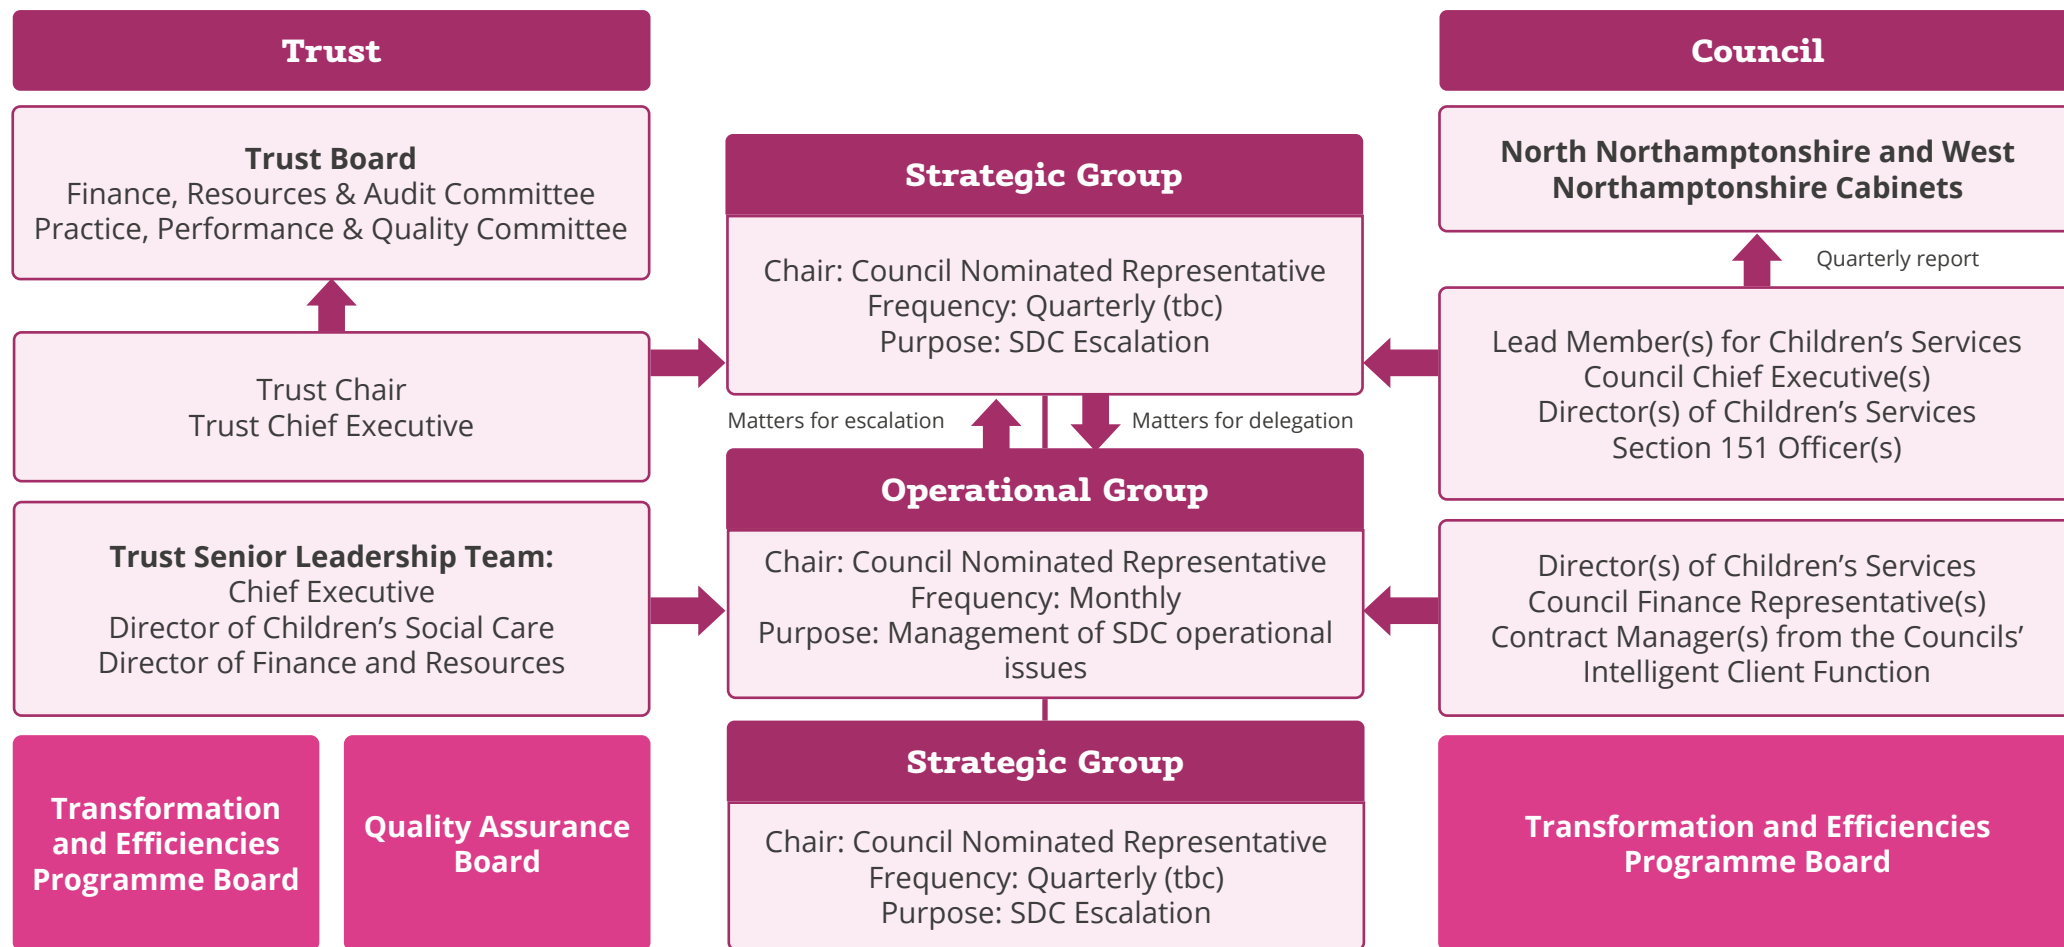 Trust
Trust Board
Finance, Resources & Audit Committee
Practice, Performance & Quality Committee
Trust Chair
Trust Chief Executive
Trust Senior Leadership Team:
Chief Executive
Director of Children’s Social Care
Director of Finance and Resources
Transformation
and Efficiencies
Programme Board
Quality Assurance
Board
Strategic Group
Chair: Council Nominated Representative
Frequency: Quarterly (tbc)
Purpose: SDC Escalation
Matters for escalation
Matters for delegation
Operational Group
Chair: Council Nominated Representative
Frequency: Monthly
Purpose: Management of SDC operational
issues
Strategic Group
Chair: Council Nominated Representative
Frequency: Quarterly (tbc)
Purpose: SDC Escalation
Council
North Northamptonshire and West
Northamptonshire Cabinets
Quarterly report
Lead Member(s) for Children’s Services
Council Chief Executive(s)
Director(s) of Children’s Services
Section 151 Officer(s)
Director(s) of Children’s Services
Council Finance Representative(s)
Contract Manager(s) from the Councils’
Intelligent Client Function
Transformation and Efficiencies
Programme Board